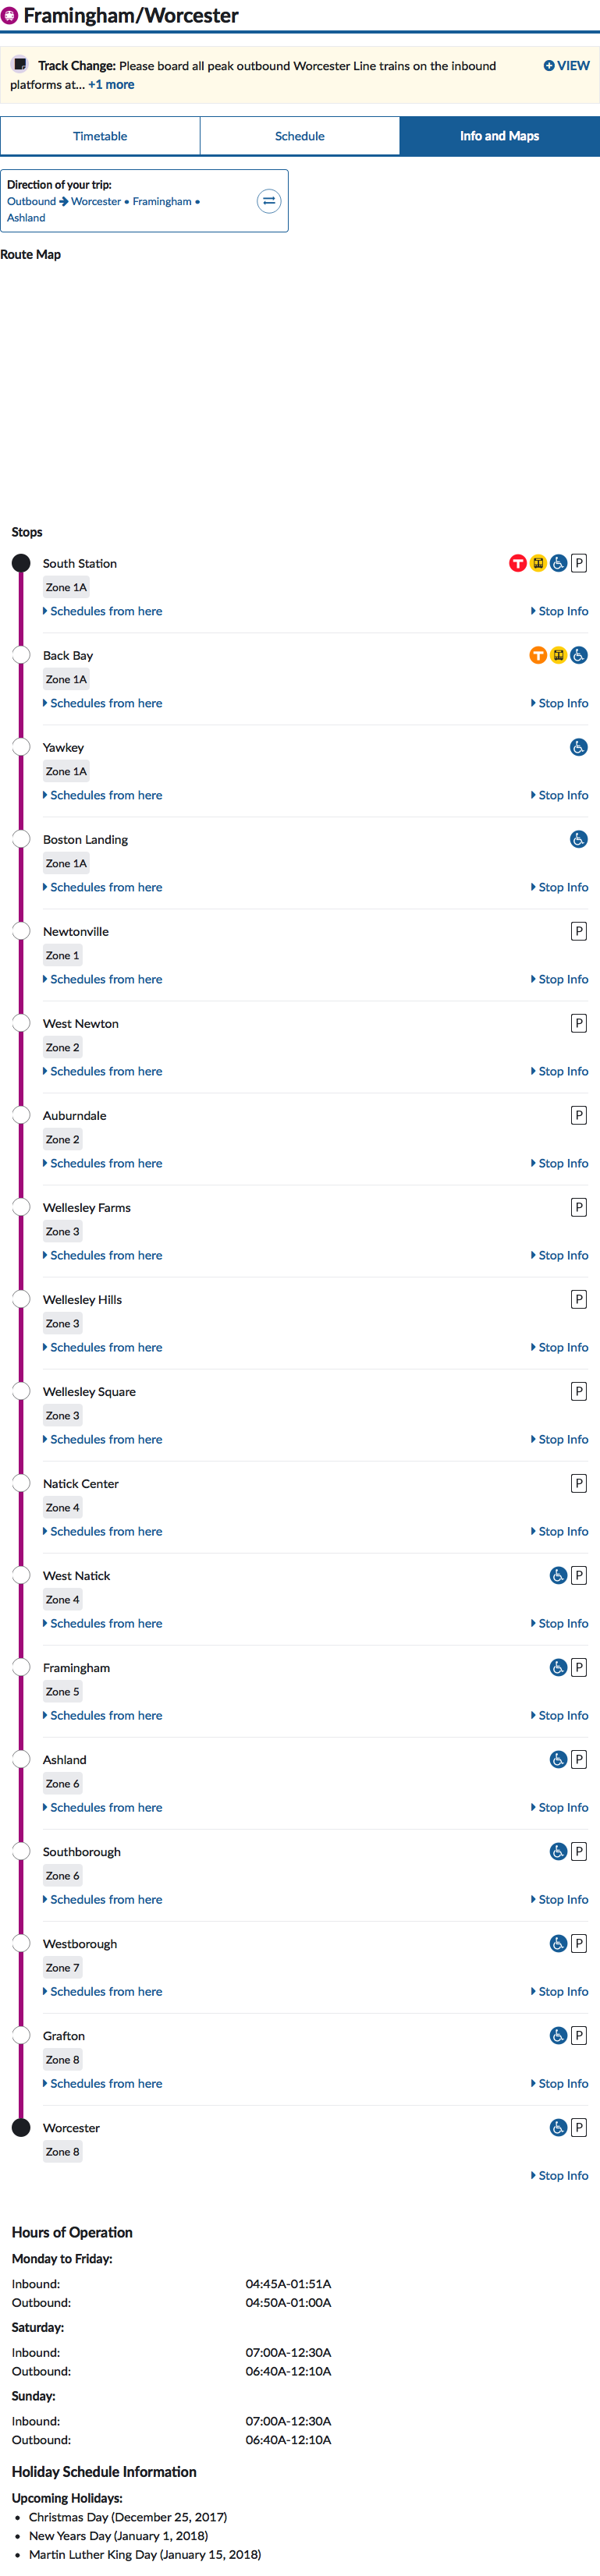 Framingham/Worcester
Track Change: Please board all peak outbound Worcester Line trains on the inbound
VIEW
platforms at... +1 more
Timetable
Schedule
Info and Maps
Direction of your trip:
Outbound → Worcester • Framingham •
Ashland
Route Map
Stops
South Station
T
P
Zone 1A
Schedules from here
Stop Info
Back Bay
T
Zone 1A
Schedules from here
Stop Info
Yawkey
Zone 1A
Schedules from here
Stop Info
Boston Landing
Zone 1A
Schedules from here
Stop Info
Newtonville
P
Zone 1
Schedules from here
Stop Info
West Newton
P
Zone 2
Schedules from here
Stop Info
Auburndale
P
Zone 2
Schedules from here
Stop Info
Wellesley Farms
P
Zone 3
Schedules from here
Stop Info
Wellesley Hills
P
Zone 3
Schedules from here
Stop Info
Wellesley Square
P
Zone 3
Schedules from here
Stop Info
Natick Center
P
Zone 4
Schedules from here
Stop Info
West Natick
P
Zone 4
Schedules from here
Stop Info
Framingham
P
Zone 5
Schedules from here
Stop Info
Ashland
P
Zone 6
Schedules from here
Stop Info
Southborough
P
Zone 6
Schedules from here
Stop Info
Westborough
P
Zone 7
Schedules from here
Stop Info
Grafton
P
Zone 8
Schedules from here
Stop Info
Worcester
P
Zone 8
Stop Info
Hours of Operation
Monday to Friday:
Inbound: 04:45A-01:51A
Outbound: 04:50A-01:00A
Saturday:
Inbound: 07:00A-12:30A
Outbound: 06:40A-12:10A
Sunday:
Inbound: 07:00A-12:30A
Outbound: 06:40A-12:10A
Holiday Schedule Information
Upcoming Holidays:
• Christmas Day (December 25, 2017)
• New Years Day (January 1, 2018)
• Martin Luther King Day (January 15, 2018)